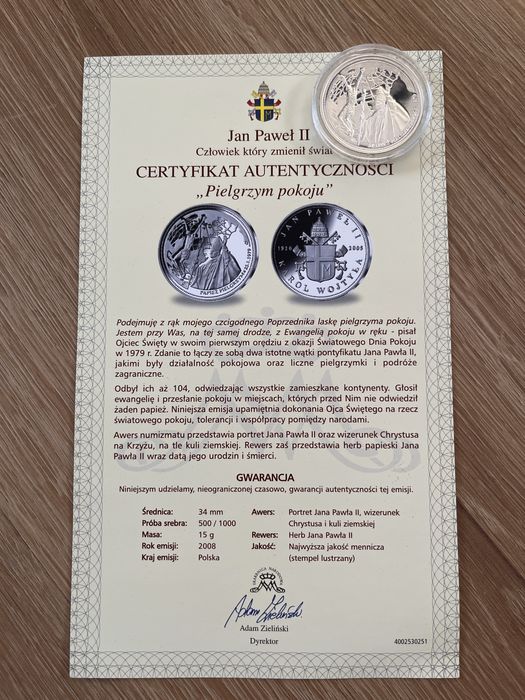 Jan Paweł II
Człowiek który zmienił świat
CERTYFIKAT AUTENTYCZNOŚCI
„Pielgrzym pokoju”
PAPIEŻ PIELGRZYM
JAN PAWEŁ II
1920 2005
KAROL WOJTYŁA
Podejmuję z rąk mojego czcigodnego Poprzednika laskę pielgrzyma pokoju.
Jestem przy Was, na tej samej drodze, z Ewangelią pokoju w ręku - pisał
Ojciec Święty w swoim pierwszym orędziu z okazji Światowego Dnia Pokoju
w 1979 r. Zdanie to łączy ze sobą dwa istotne wątki pontyfikatu Jana Pawła II,
jakimi były działalność pokojowa oraz liczne pielgrzymki i podróże
zagraniczne.
Odbył ich aż 104, odwiedzając wszystkie zamieszkane kontynenty. Głosił
ewangelię i przesłanie pokoju w miejscach, których przed Nim nie odwiedził
żaden papież. Niniejsza emisja upamiętnia dokonania Ojca Świętego na rzecz
światowego pokoju, tolerancji i współpracy pomiędzy narodami.
Awers numizmatu przedstawia portret Jana Pawła II oraz wizerunek Chrystusa
na Krzyżu, na tle kuli ziemskiej. Rewers zaś przedstawia herb papieski Jana
Pawła II wraz datą jego urodzin i śmierci.
GWARANCJA
Niniejszym udzielamy, nieograniczonej czasowo, gwarancji autentyczności tej emisji.
Średnica: 34 mm Awers: Portret Jana Pawła II, wizerunek
Próba srebra: 500 / 1000 Chrystusa i kuli ziemskiej
Masa: 15 g Rewers: Herb Jana Pawła II
Rok emisji: 2008 Jakość: Najwyższa jakość mennicza
Kraj emisji: Polska (stempel lustrzany)
Adam Zieliński
Adam Zieliński
Dyrektor
4002530251